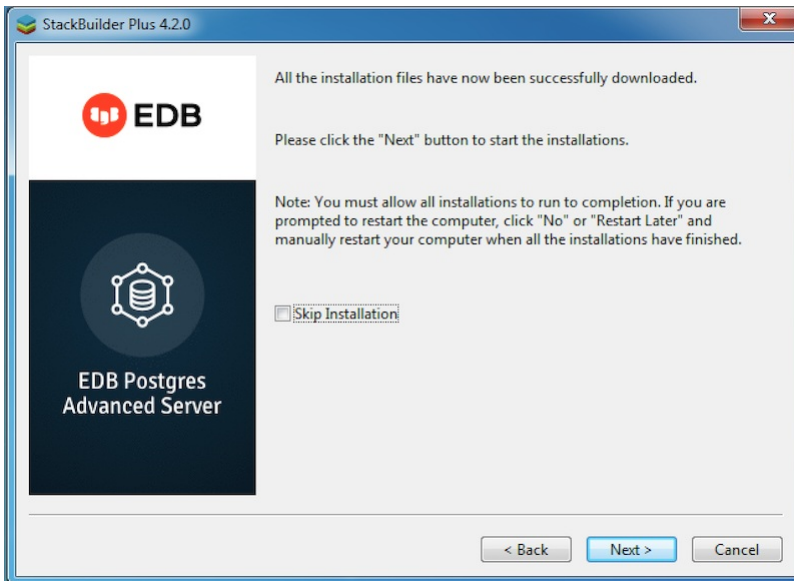 StackBuilder Plus 4.2.0
EDB
EDB Postgres
Advanced Server
All the installation files have now been successfully downloaded.
Please click the "Next" button to start the installations.
Note: You must allow all installations to run to completion. If you are
prompted to restart the computer, click "No" or "Restart Later" and
manually restart your computer when all the installations have finished.
Skip Installation
< Back
Next >
Cancel